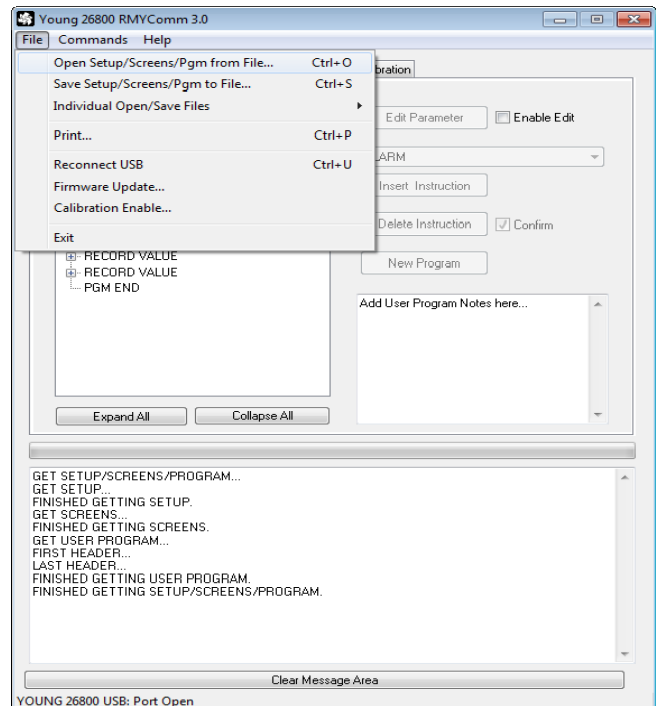 Young 26800 RMYComm 3.0
File Commands Help
Open Setup/Screens/Pgm from File... Ctrl+O
Save Setup/Screens/Pgm to File... Ctrl+S
Individual Open/Save Files
Print... Ctrl+P
Reconnect USB Ctrl+U
Firmware Update...
Calibration Enable...
Exit
bration
Edit Parameter Enable Edit
ARM
Insert Instruction
Delete Instruction Confirm
New Program
RECORD VALUE
RECORD VALUE
PGM END
Add User Program Notes here...
Expand All Collapse All
GET SETUP/SCREENS/PROGRAM...
GET SETUP...
FINISHED GETTING SETUP.
GET SCREENS...
FINISHED GETTING SCREENS.
GET USER PROGRAM...
FIRST HEADER...
LAST HEADER...
FINISHED GETTING USER PROGRAM.
FINISHED GETTING SETUP/SCREENS/PROGRAM.
Clear Message Area
YOUNG 26800 USB: Port Open